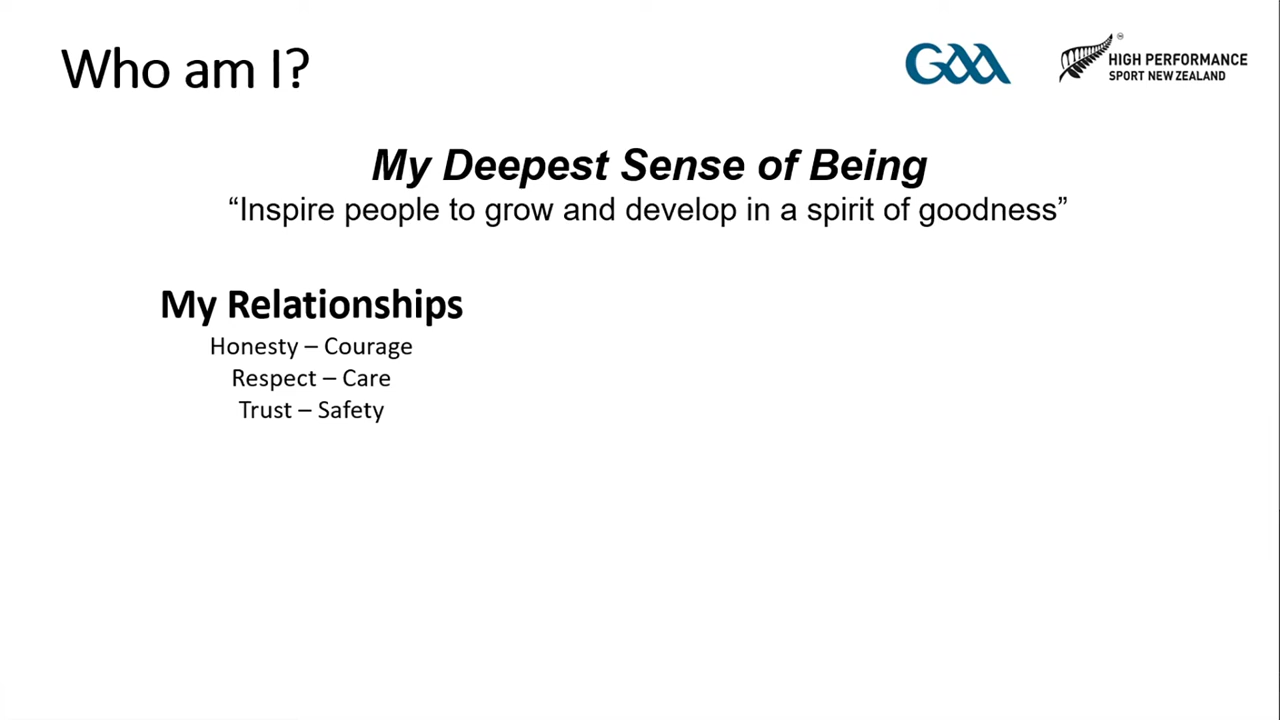 Who am I?
GAA
HIGH PERFORMANCE
SPORT NEW ZEALAND
My Deepest Sense of Being
“Inspire people to grow and develop in a spirit of goodness”
My Relationships
Honesty – Courage
Respect – Care
Trust – Safety